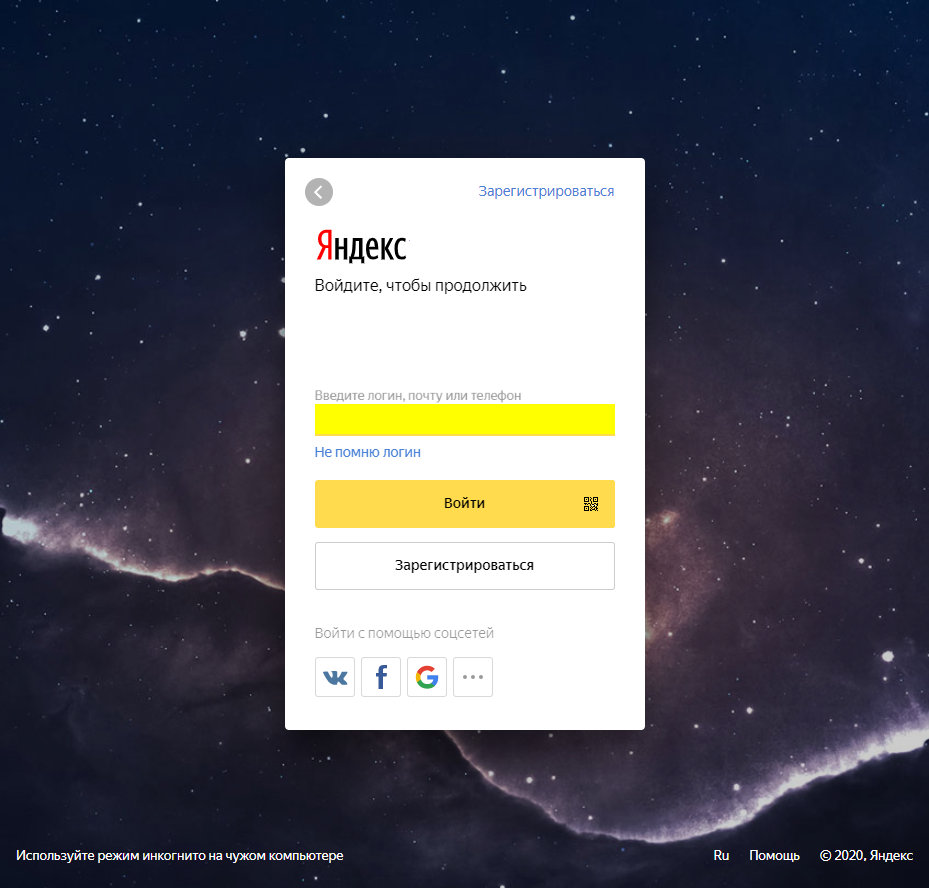 Зарегистрироваться
Яндекс
Войдите, чтобы продолжить
Введите логин, почту или телефон
Не помню логин
Войти
Зарегистрироваться
Войти с помощью соцсетей
Используйте режим инкогнито на чужом компьютере
Ru Помощь © 2020, Яндекс